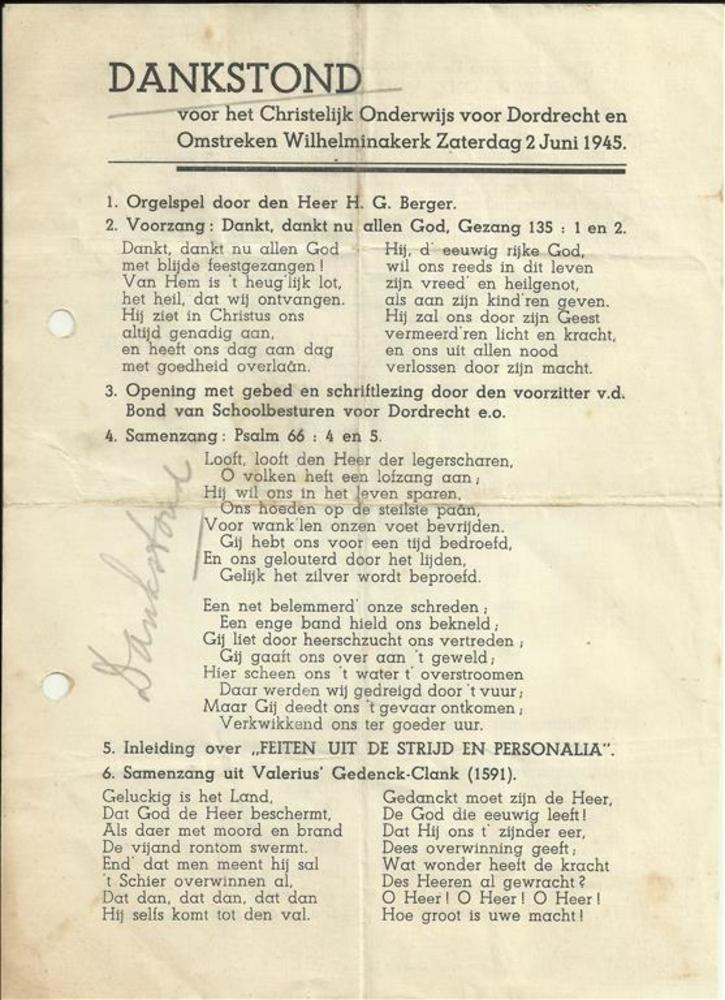 DANKSTOND
voor het Christelijk Onderwijs voor Dordrecht en
Omstreken Wilhelminakerk Zaterdag 2 Juni 1945.
1. Orgelspel door den Heer H. G. Berger.
2. Voorzang : Dankt, dankt nu allen God, Gezang 135 : 1 en 2.
Dankt, dankt nu allen God
met blijde feestgezangen !
Van Hem is 't heug'lijk lot,
het heil, dat wij ontvangen.
Hij ziet in Christus ons
altijd genadig aan,
en heeft ons dag aan dag
met goedheid overlaân.
Hij, d' eeuwig rijke God,
wil ons reeds in dit leven
zijn vreed' en heilgenot,
als aan zijn kind'ren geven.
Hij zal ons door zijn Geest
vermeerd'ren licht en kracht,
en ons uit allen nood
verlossen door zijn macht.
3. Opening met gebed en schriftlezing door den voorzitter v.d.
Bond van Schoolbesturen voor Dordrecht e.o.
4. Samenzang : Psalm 66 : 4 en 5.
Looft, looft den Heer der legerscharen,
O volken heft een lofzang aan ;
Hij wil ons in het leven sparen,
Ons hoeden op de steilste paân,
Voor wank'len onzen voet bevrijden.
Gij hebt ons voor een tijd bedroefd,
En ons gelouterd door het lijden,
Gelijk het zilver wordt beproefd.
Een net belemmerd' onze schreden ;
Een enge band hield ons bekneld ;
Gij liet door heerschzucht ons vertreden ;
Gij gaaft ons over aan 't geweld ;
Hier scheen ons 't water t' overstroomen
Daar werden wij gedreigd door 't vuur ;
Maar Gij deedt ons 't gevaar ontkomen ;
Verkwikkend ons ter goeder uur.
Dankstond
5. Inleiding over „FEITEN UIT DE STRIJD EN PERSONALIA".
6. Samenzang uit Valerius' Gedenck-Clank (1591).
Geluckig is het Land,
Dat God de Heer beschermt,
Als daer met moord en brand
De vijand rontom swermt.
End' dat men meent hij sal
't Schier overwinnen al,
Dat dan, dat dan, dat dan
Hij selfs komt tot den val.
Gedanckt moet zijn de Heer,
De God die eeuwig leeft !
Dat Hij ons t' zijnder eer,
Dees overwinning geeft ;
Wat wonder heeft de kracht
Des Heeren al gewracht ?
O Heer ! O Heer ! O Heer !
Hoe groot is uwe macht !